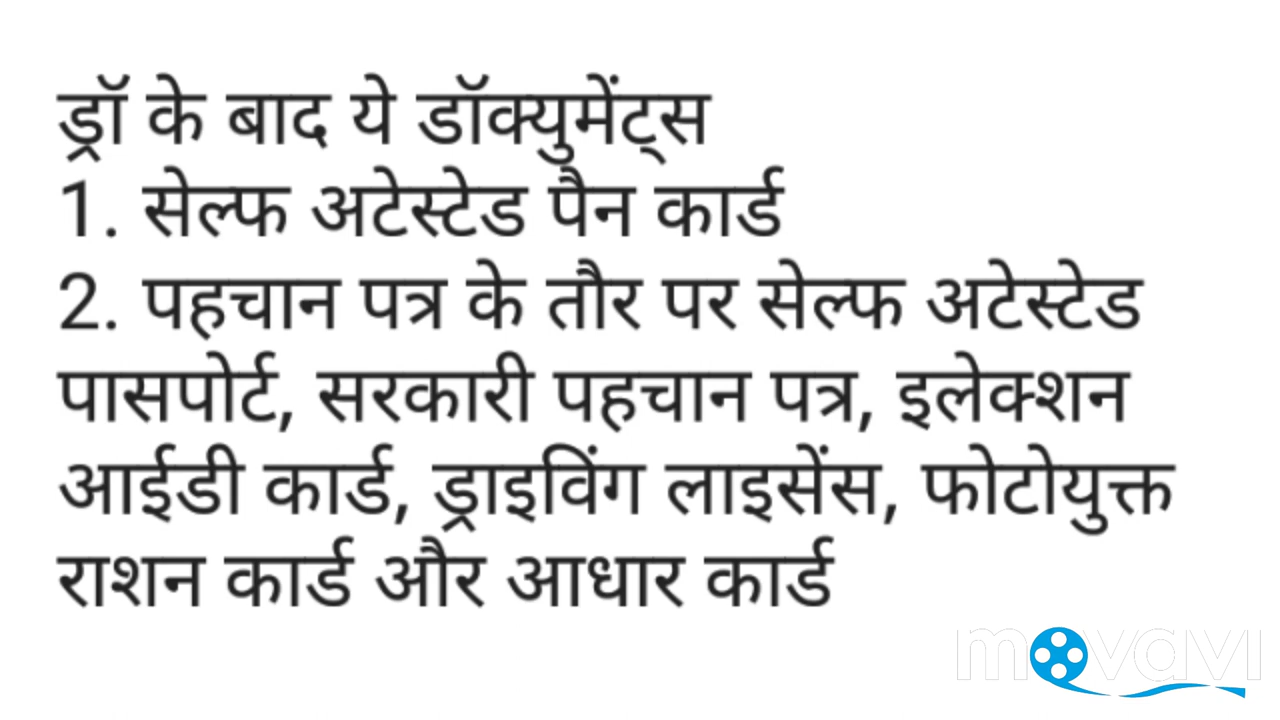 ड्रॉ के बाद ये डॉक्युमेंट्स
1. सेल्फ अटेस्टेड पैन कार्ड
2. पहचान पत्र के तौर पर सेल्फ अटेस्टेड
पासपोर्ट, सरकारी पहचान पत्र, इलेक्शन
आईडी कार्ड, ड्राइविंग लाइसेंस, फोटोयुक्त
राशन कार्ड और आधार कार्ड
movavi